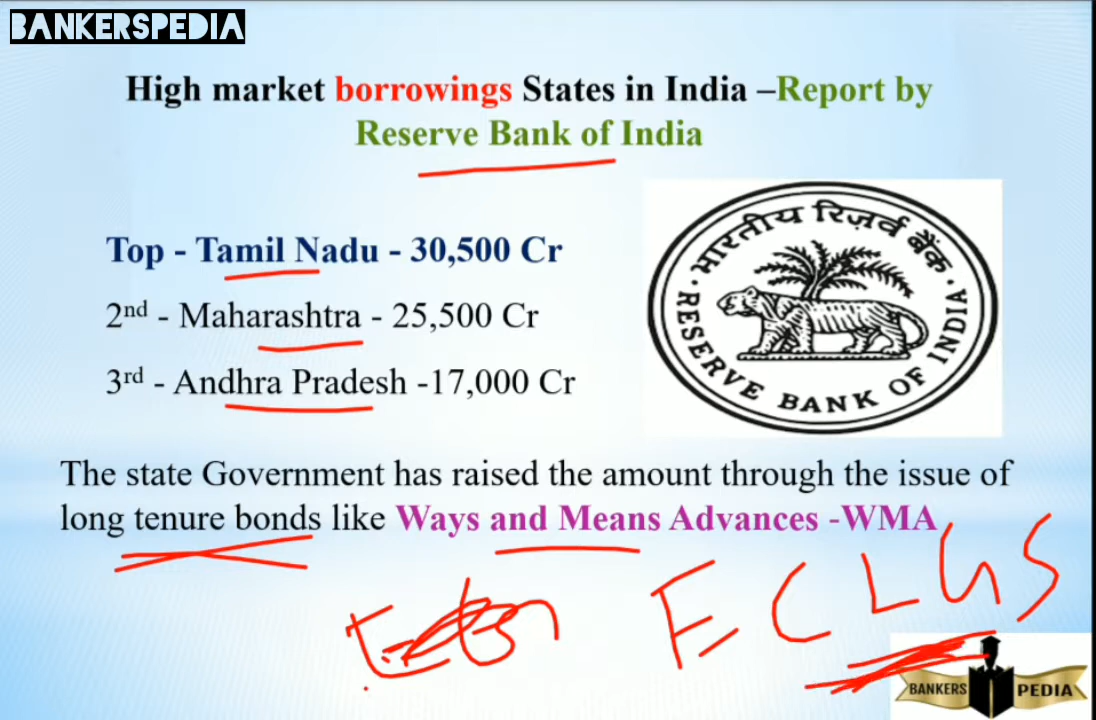 BANKERSPEDIA
High market borrowings States in India –Report by
Reserve Bank of India
Top - Tamil Nadu - 30,500 Cr
2nd - Maharashtra - 25,500 Cr
3rd - Andhra Pradesh -17,000 Cr
भारतीय रिज़र्व बैंक
RESERVE BANK OF INDIA
The state Government has raised the amount through the issue of
long tenure bonds like Ways and Means Advances -WMA
ECLGS
BANKERS PEDIA